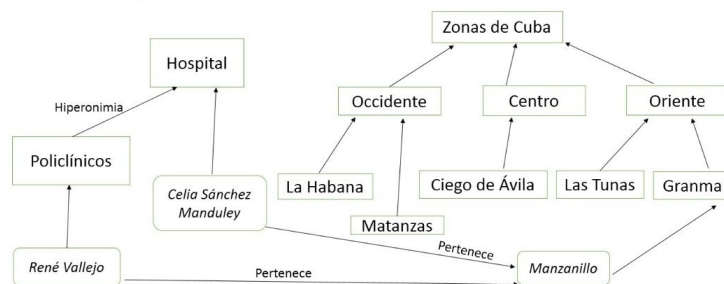 Zonas de Cuba
Hospital
Hiperonimia
Occidente
Centro
Oriente
Policlínicos
La Habana
Ciego de Ávila
Las Tunas
Granma
Celia Sánchez
Manduley
Matanzas
Pertenece
René Vallejo
Pertenece
Manzanillo